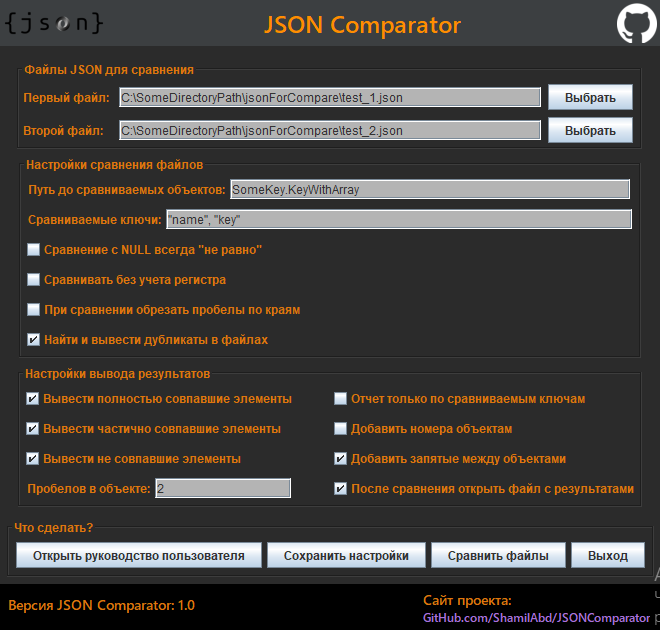 {json}
JSON Comparator
Файлы JSON для сравнения
Первый файл: C:\SomeDirectoryPath\jsonForCompare\test_1.json Выбрать
Второй файл: C:\SomeDirectoryPath\jsonForCompare\test_2.json Выбрать
Настройки сравнения файлов
Путь до сравниваемых объектов: SomeKey.KeyWithArray
Сравниваемые ключи: "name", "key"
Сравнение с NULL всегда "не равно"
Сравнивать без учета регистра
При сравнении обрезать пробелы по краям
Найти и вывести дубликаты в файлах
Настройки вывода результатов
Вывести полностью совпавшие элементы Отчет только по сравниваемым ключам
Вывести частично совпавшие элементы Добавить номера объектам
Вывести не совпавшие элементы Добавить запятые между объектами
Пробелов в объекте: 2 После сравнения открыть файл с результатами
Что сделать?
Открыть руководство пользователя Сохранить настройки Сравнить файлы Выход
Версия JSON Comparator: 1.0
Сайт проекта:
GitHub.com/ShamilAbd/JSONComparator